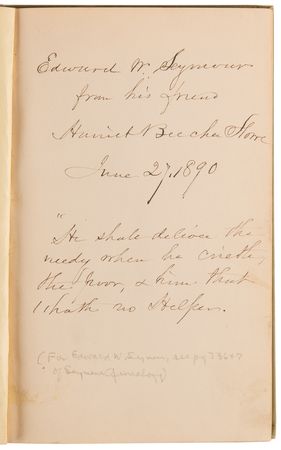 Edward W. Seymour
from his friend
Harriet Beecher Stowe
June 27, 1890
"He shall deliver the
needy when he crieth,
the Poor, & him that
hath no Helper.
(For Edward W. Seymour, see pg
of Seymour Genealogy)